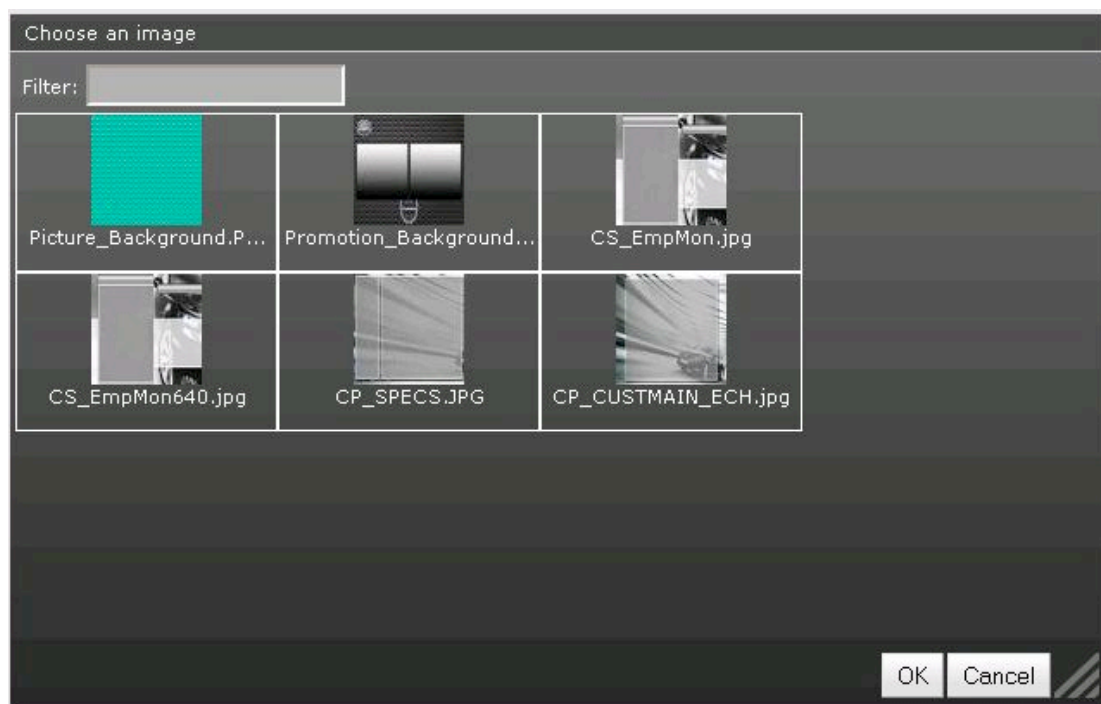 Choose an image
Filter:
Picture_Background.P...
Promotion_Background...
CS_EmpMon.jpg
CS_EmpMon640.jpg
CP_SPECS.JPG
CP_CUSTMAIN_ECH.jpg
OK
Cancel